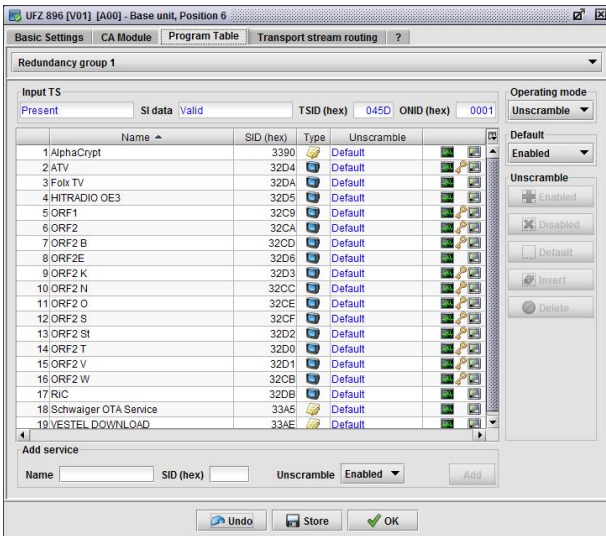 UFZ 896 [V01] [A00] - Base unit, Position 6
Basic Settings CA Module Program Table Transport stream routing ?
Redundancy group 1
Input TS
Present SI data Valid TSID (hex) 045D ONID (hex) 0001
Operating mode
Unscramble
Default
Enabled
Unscramble
Enabled
Disabled
Default
Invert
Delete
Name SID (hex) Type Unscramble
1 AlphaCrypt 3390 Default
2 ATV 32D4 Default
3 Folx TV 32DA Default
4 HITRADIO OE3 32D5 Default
5 ORF1 32C9 Default
6 ORF2 32CA Default
7 ORF2 B 32CD Default
8 ORF2E 32D6 Default
9 ORF2 K 32D3 Default
10 ORF2 N 32CC Default
11 ORF2 O 32CE Default
12 ORF2 S 32CF Default
13 ORF2 St 32D2 Default
14 ORF2 T 32D0 Default
15 ORF2 V 32D1 Default
16 ORF2 W 32CB Default
17 RiC 32DB Default
18 Schwaiger OTA Service 33A5 Default
19 VESTEL DOWNLOAD 33AE Default
Add service
Name SID (hex) Unscramble Enabled Add
Undo Store OK